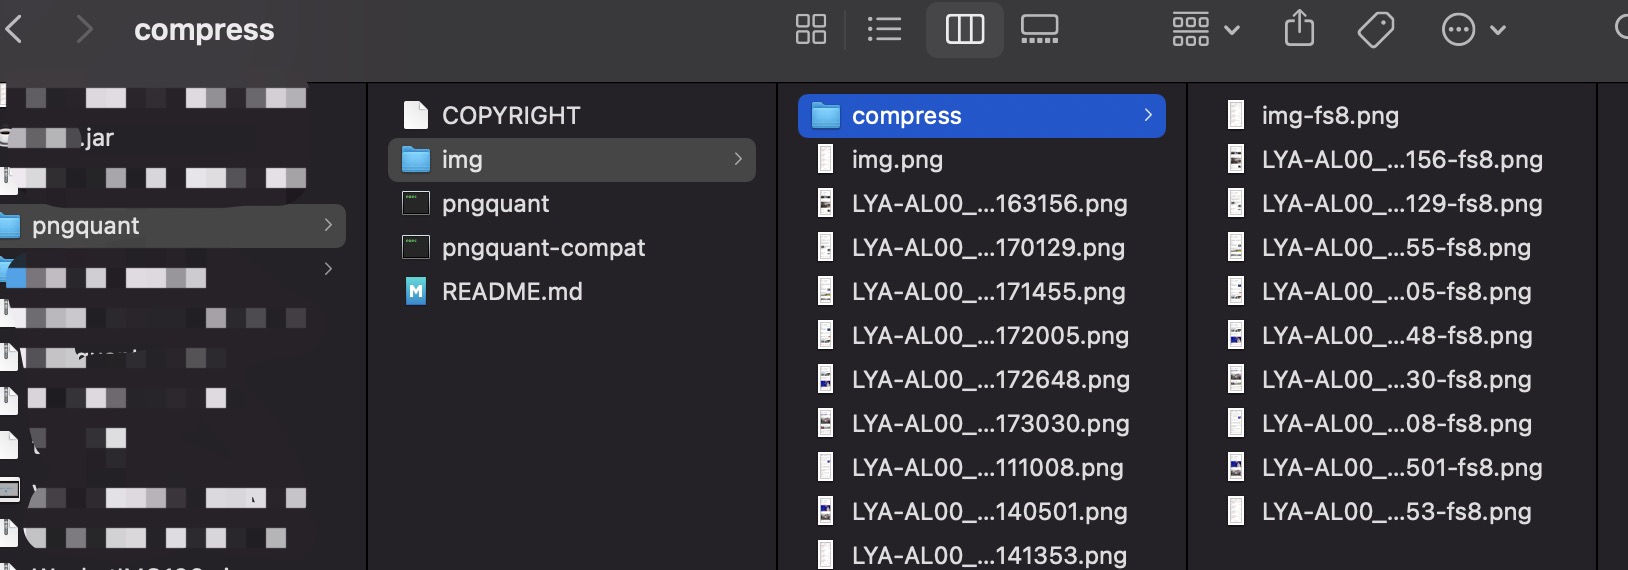 compress
.jar
pngquant
COPYRIGHT
img
pngquant
pngquant-compat
README.md
compress
img.png
LYA-AL00_...163156.png
LYA-AL00_...170129.png
LYA-AL00_...171455.png
LYA-AL00_...172005.png
LYA-AL00_...172648.png
LYA-AL00_...173030.png
LYA-AL00_...111008.png
LYA-AL00_...140501.png
LYA-AL00_...141353.png
img-fs8.png
LYA-AL00_...156-fs8.png
LYA-AL00_...129-fs8.png
LYA-AL00_...55-fs8.png
LYA-AL00_...05-fs8.png
LYA-AL00_...48-fs8.png
LYA-AL00_...30-fs8.png
LYA-AL00_...08-fs8.png
LYA-AL00_...501-fs8.png
LYA-AL00_...53-fs8.png